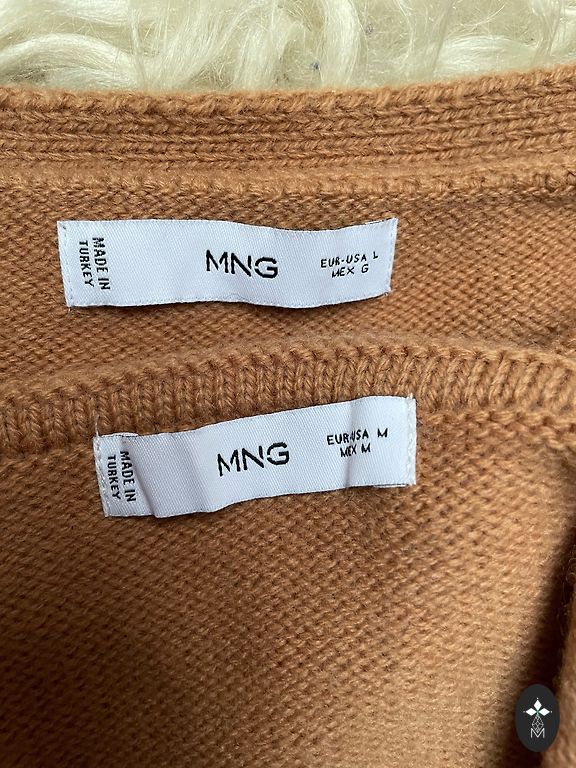 MADE IN
TURKEY
MNG
EUR-USA L
MEX G
MADE IN
TURKEY
MNG
EUR-USA M
MEX M
M